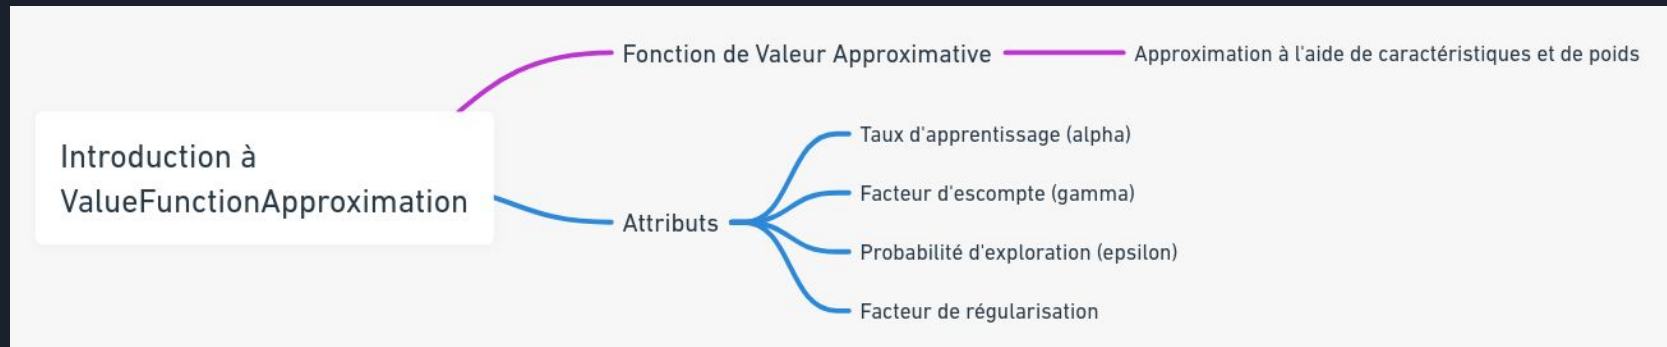 Introduction à
ValueFunctionApproximation
Fonction de Valeur Approximative
Approximation à l'aide de caractéristiques et de poids
Attributs
Taux d'apprentissage (alpha)
Facteur d'escompte (gamma)
Probabilité d'exploration (epsilon)
Facteur de régularisation